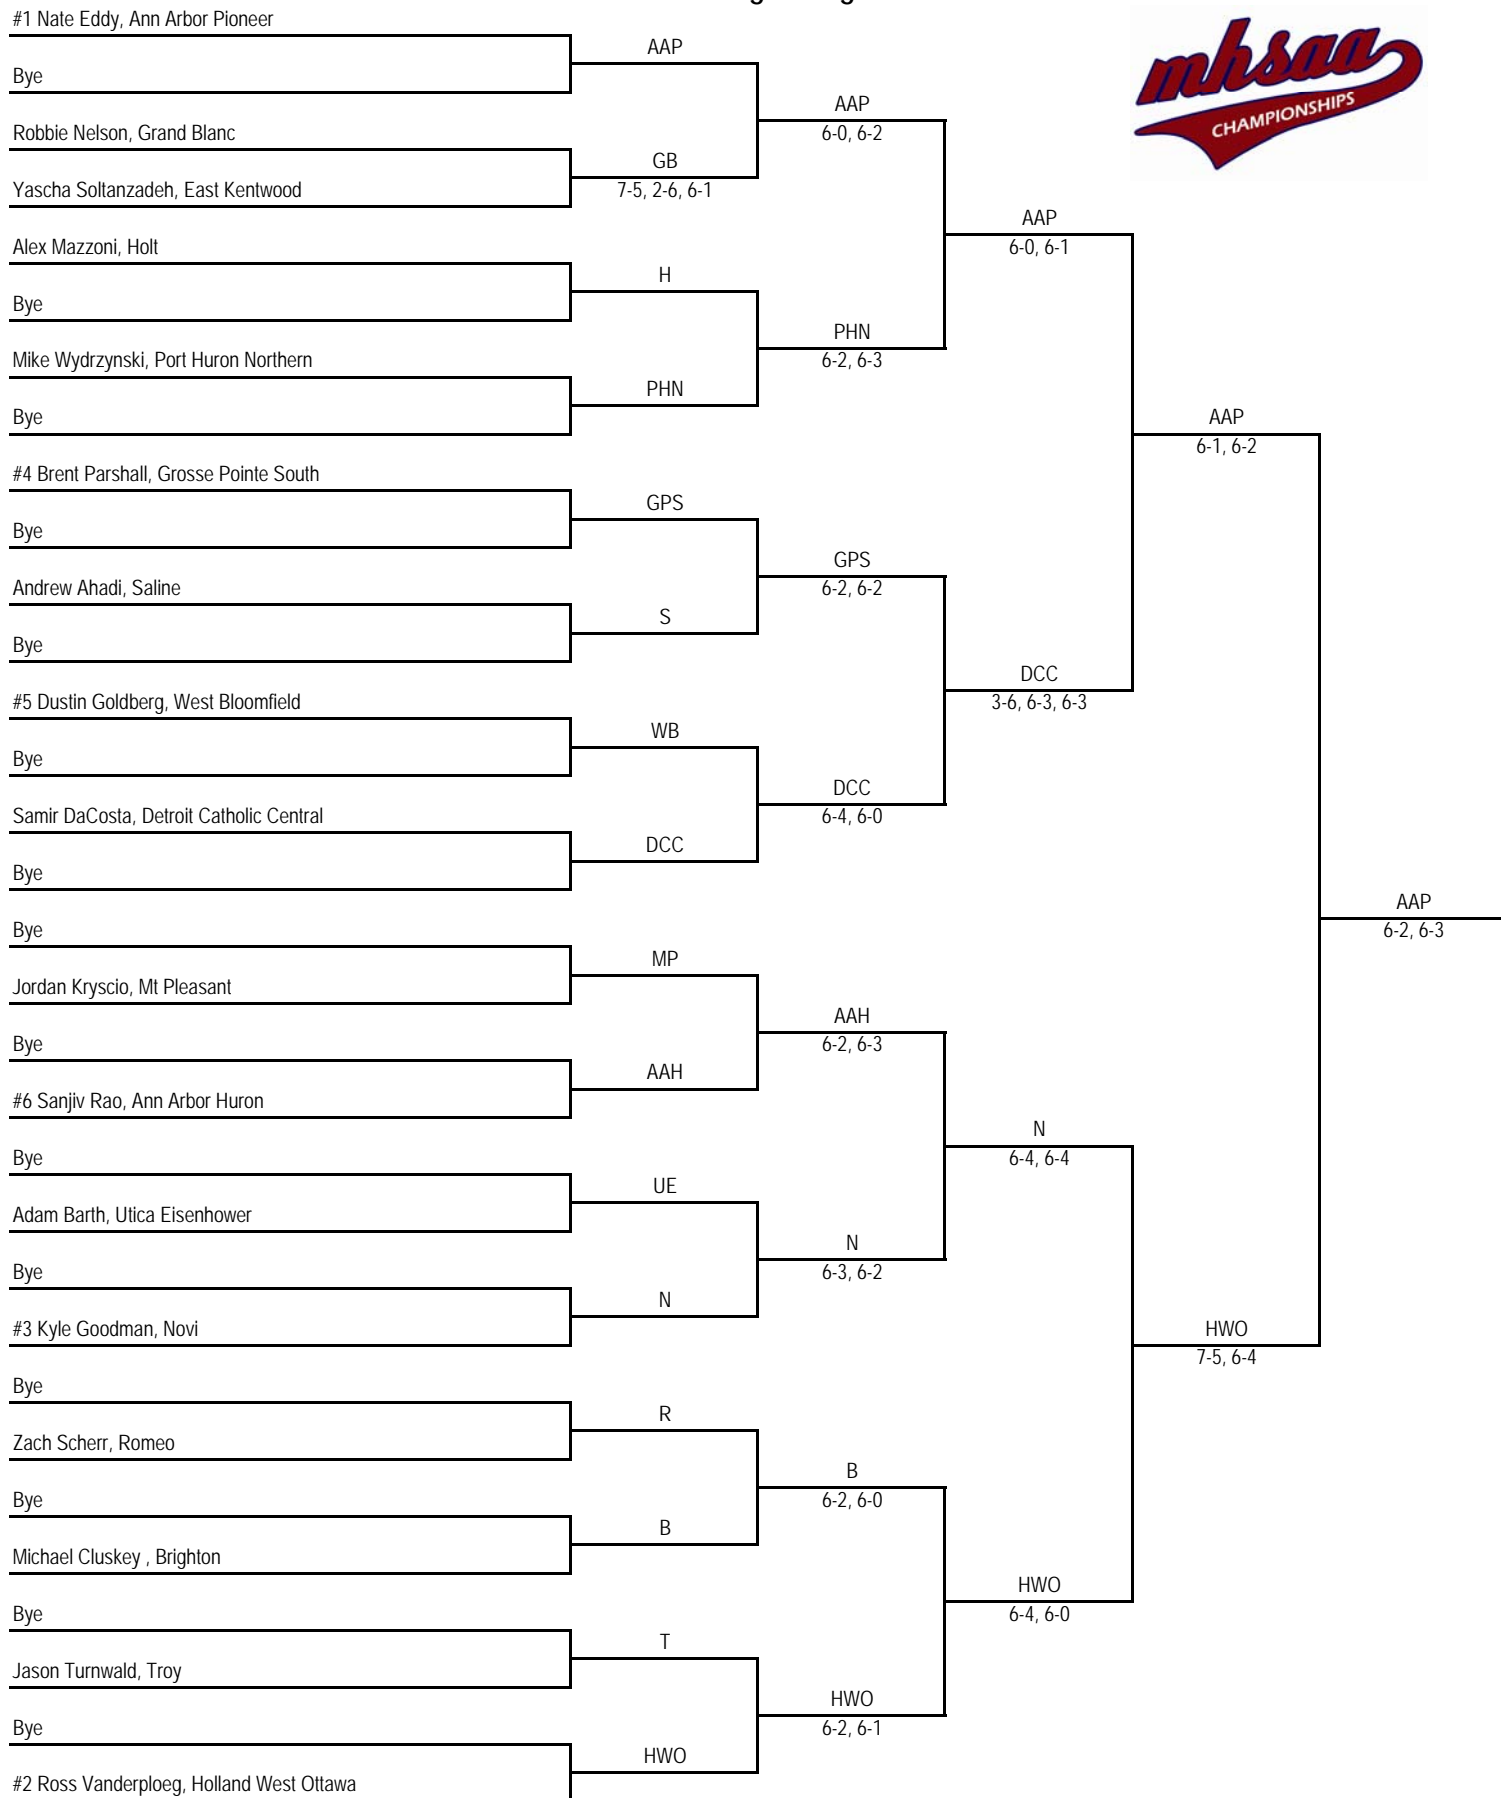 #1 Nate Eddy, Ann Arbor Pioneer
AAP
Bye
AAP
6-0, 6-2
Robbie Nelson, Grand Blanc
GB
7-5, 2-6, 6-1
Yascha Soltanzadeh, East Kentwood
AAP
6-0, 6-1
Alex Mazzoni, Holt
H
Bye
PHN
6-2, 6-3
Mike Wydrzynski, Port Huron Northern
PHN
Bye
AAP
6-1, 6-2
#4 Brent Parshall, Grosse Pointe South
GPS
Bye
GPS
6-2, 6-2
Andrew Ahadi, Saline
S
Bye
DCC
3-6, 6-3, 6-3
#5 Dustin Goldberg, West Bloomfield
WB
Bye
DCC
6-4, 6-0
Samir DaCosta, Detroit Catholic Central
DCC
Bye
AAP
6-2, 6-3
Bye
MP
Jordan Kryscio, Mt Pleasant
AAH
6-2, 6-3
Bye
AAH
#6 Sanjiv Rao, Ann Arbor Huron
N
6-4, 6-4
Bye
UE
Adam Barth, Utica Eisenhower
N
6-3, 6-2
Bye
N
#3 Kyle Goodman, Novi
HWO
7-5, 6-4
Bye
R
Zach Scherr, Romeo
B
6-2, 6-0
Bye
B
Michael Cluskey , Brighton
HWO
6-4, 6-0
Bye
T
Jason Turnwald, Troy
HWO
6-2, 6-1
Bye
HWO
#2 Ross Vanderploeg, Holland West Ottawa
mhsaa
CHAMPIONSHIPS